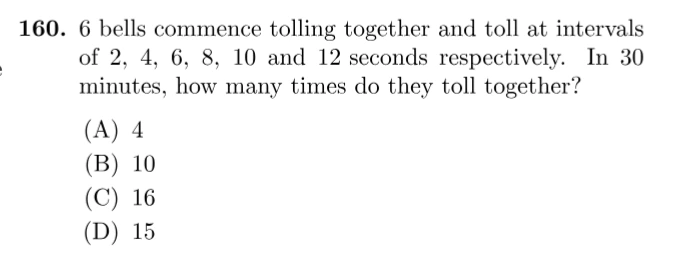 160. 6 bells commence tolling together and toll at intervals
of 2, 4, 6, 8, 10 and 12 seconds respectively. In 30
minutes, how many times do they toll together?
(A) 4
(B) 10
(C) 16
(D) 15